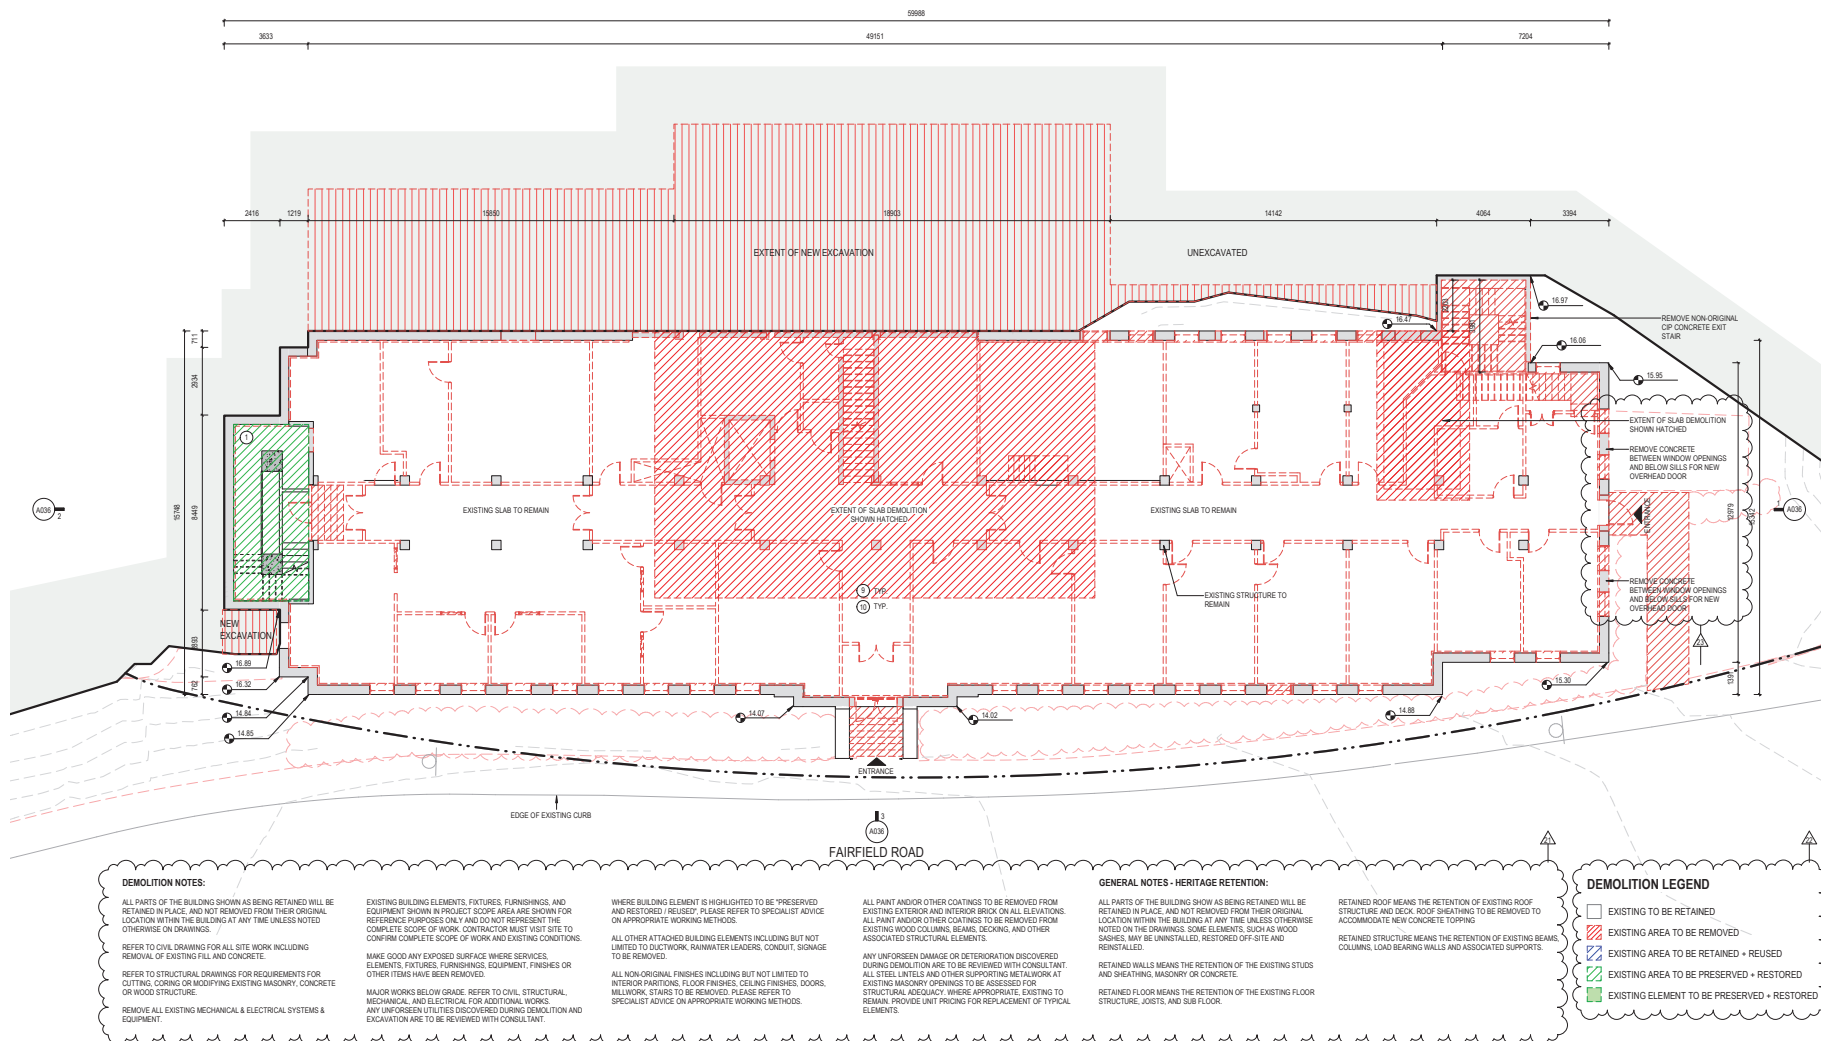 59988
3633
49151
7204
2416
1219
15850
18903
14142
4064
3394
EXTENT OF NEW EXCAVATION
UNEXCAVATED
16.97
16.47
REMOVE NON-ORIGINAL
CIP CONCRETE EXIT
STAIR
16.06
15.95
711
2934
15748
8449
762
1
EXTENT OF SLAB DEMOLITION
SHOWN HATCHED
REMOVE CONCRETE
BETWEEN WINDOW OPENINGS
AND BELOW SILLS FOR NEW
OVERHEAD DOOR
A036
2
EXISTING SLAB TO REMAIN
EXTENT OF SLAB DEMOLITION
SHOWN HATCHED
EXISTING SLAB TO REMAIN
ENTRANCE
12979
1
A036
REMOVE CONCRETE
BETWEEN WINDOW OPENINGS
AND BELOW SILLS FOR NEW
OVERHEAD DOOR
9 TYP.
10 TYP.
EXISTING STRUCTURE TO
REMAIN
NEW
EXCAVATION
23
16.89
16.32
14.84
14.85
14.07
14.02
14.88
15.30
ENTRANCE
EDGE OF EXISTING CURB
3
A036
FAIRFIELD ROAD
21
22
DEMOLITION NOTES:
ALL PARTS OF THE BUILDING SHOWN AS BEING RETAINED WILL BE
RETAINED IN PLACE, AND NOT REMOVED FROM THEIR ORIGINAL
LOCATION WITHIN THE BUILDING AT ANY TIME UNLESS NOTED
OTHERWISE ON DRAWINGS.
REFER TO CIVIL DRAWING FOR ALL SITE WORK INCLUDING
REMOVAL OF EXISTING FILL AND CONCRETE.
REFER TO STRUCTURAL DRAWINGS FOR REQUIREMENTS FOR
CUTTING, CORING OR MODIFYING EXISTING MASONRY, CONCRETE
OR WOOD STRUCTURE.
REMOVE ALL EXISTING MECHANICAL & ELECTRICAL SYSTEMS &
EQUIPMENT.
EXISTING BUILDING ELEMENTS, FIXTURES, FURNISHINGS, AND
EQUIPMENT SHOWN IN PROJECT SCOPE AREA ARE SHOWN FOR
REFERENCE PURPOSES ONLY AND DO NOT REPRESENT THE
COMPLETE SCOPE OF WORK. CONTRACTOR MUST VISIT SITE TO
CONFIRM COMPLETE SCOPE OF WORK AND EXISTING CONDITIONS.
MAKE GOOD ANY EXPOSED SURFACE WHERE SERVICES,
ELEMENTS, FIXTURES, FURNISHINGS, EQUIPMENT, FINISHES OR
OTHER ITEMS HAVE BEEN REMOVED.
MAJOR WORKS BELOW GRADE. REFER TO CIVIL, STRUCTURAL,
MECHANICAL, AND ELECTRICAL FOR ADDITIONAL WORKS.
ANY UNFORSEEN UTILITIES DISCOVERED DURING DEMOLITION AND
EXCAVATION ARE TO BE REVIEWED WITH CONSULTANT.
WHERE BUILDING ELEMENT IS HIGHLIGHTED TO BE "PRESERVED
AND RESTORED / REUSED", PLEASE REFER TO SPECIALIST ADVICE
ON APPROPRIATE WORKING METHODS.
ALL OTHER ATTACHED BUILDING ELEMENTS INCLUDING BUT NOT
LIMITED TO DUCTWORK, RAINWATER LEADERS, CONDUIT, SIGNAGE
TO BE REMOVED.
ALL NON-ORIGINAL FINISHES INCLUDING BUT NOT LIMITED TO
INTERIOR PARITIONS, FLOOR FINISHES, CEILING FINISHES, DOORS,
MILLWORK, STAIRS TO BE REMOVED. PLEASE REFER TO
SPECIALIST ADVICE ON APPROPRIATE WORKING METHODS.
ALL PAINT AND/OR OTHER COATINGS TO BE REMOVED FROM
EXISTING EXTERIOR AND INTERIOR BRICK ON ALL ELEVATIONS.
ALL PAINT AND/OR OTHER COATINGS TO BE REMOVED FROM
EXISTING WOOD COLUMNS, BEAMS, DECKING, AND OTHER
ASSOCIATED STRUCTURAL ELEMENTS.
ANY UNFORSEEN DAMAGE OR DETERIORATION DISCOVERED
DURING DEMOLITION ARE TO BE REVIEWED WITH CONSULTANT.
ALL STEEL LINTELS AND OTHER SUPPORTING METALWORK AT
EXISTING MASONRY OPENINGS TO BE ASSESSED FOR
STRUCTURAL ADEQUACY. WHERE APPROPRIATE, EXISTING TO
REMAIN. PROVIDE UNIT PRICING FOR REPLACEMENT OF TYPICAL
ELEMENTS.
GENERAL NOTES - HERITAGE RETENTION:
ALL PARTS OF THE BUILDING SHOW AS BEING RETAINED WILL BE
RETAINED IN PLACE, AND NOT REMOVED FROM THEIR ORIGINAL
LOCATION WITHIN THE BUILDING AT ANY TIME UNLESS OTHERWISE
NOTED ON THE DRAWINGS. SOME ELEMENTS, SUCH AS WOOD
SASHES, MAY BE UNINSTALLED, RESTORED OFF-SITE AND
REINSTALLED.
RETAINED WALLS MEANS THE RETENTION OF THE EXISTING STUDS
AND SHEATHING, MASONRY OR CONCRETE.
RETAINED FLOOR MEANS THE RETENTION OF THE EXISTING FLOOR
STRUCTURE, JOISTS, AND SUB FLOOR.
RETAINED ROOF MEANS THE RETENTION OF EXISTING ROOF
STRUCTURE AND DECK. ROOF SHEATHING TO BE REMOVED TO
ACCOMMODATE NEW CONCRETE TOPPING
RETAINED STRUCTURE MEANS THE RETENTION OF EXISTING BEAMS,
COLUMNS, LOAD BEARING WALLS AND ASSOCIATED SUPPORTS.
DEMOLITION LEGEND
EXISTING TO BE RETAINED
EXISTING AREA TO BE REMOVED
EXISTING AREA TO BE RETAINED + REUSED
EXISTING AREA TO BE PRESERVED + RESTORED
EXISTING ELEMENT TO BE PRESERVED + RESTORED